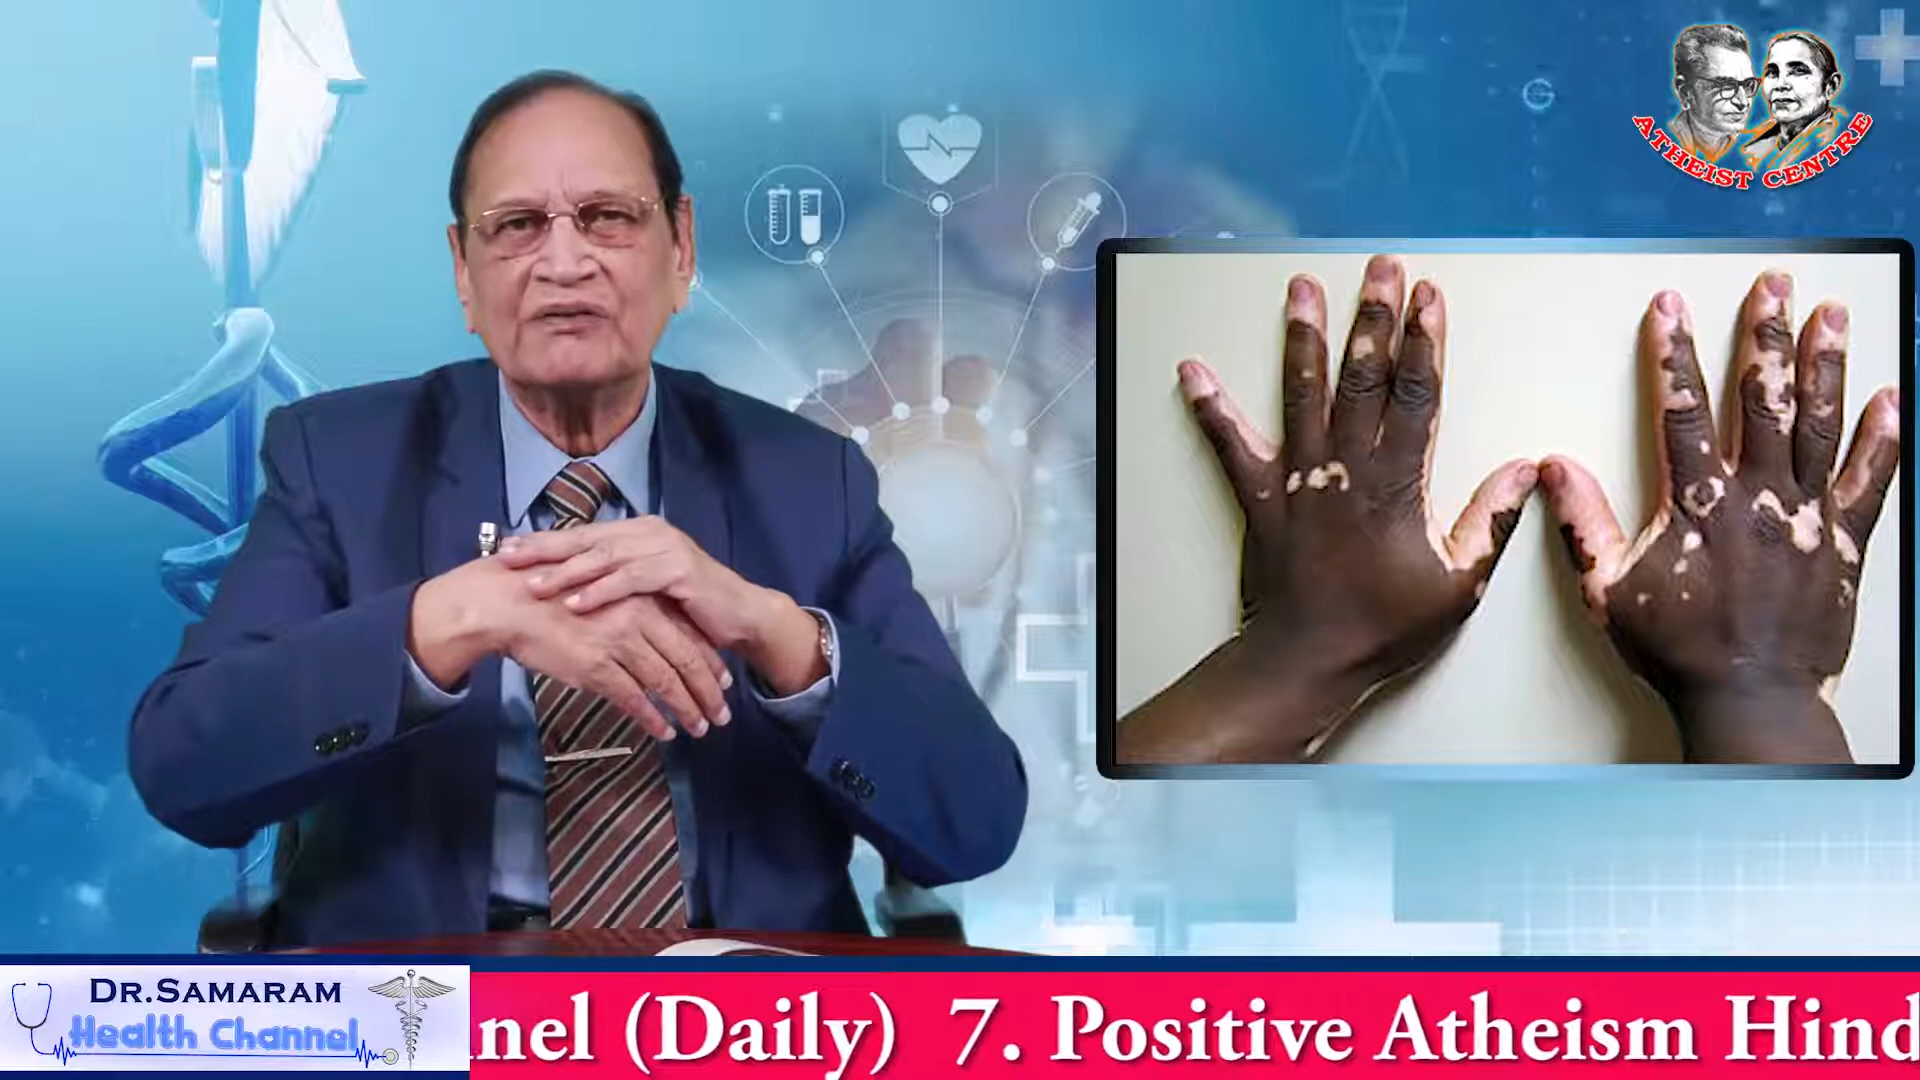 ATHEIST CENTRE
DR.SAMARAM
Health Channel
nel (Daily) 7. Positive Atheism Hind